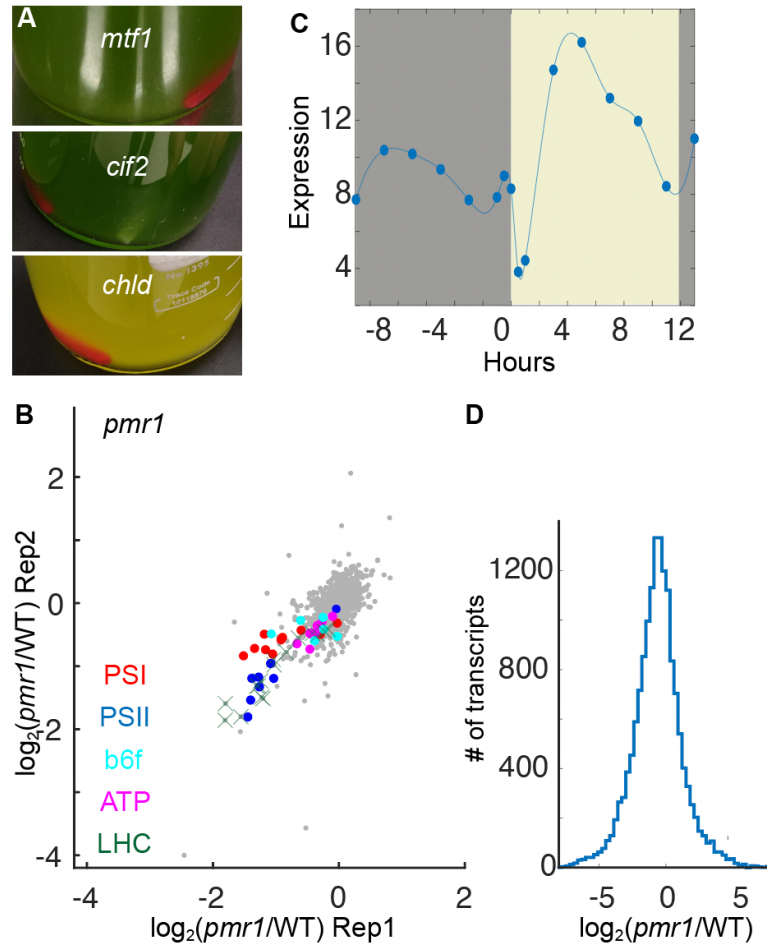 A
mtf1
cif2
chld
No. 1395
C
Expression
16
12
8
4
-8
-4
0
4
8
12
Hours
B
pmr1
log2(pmr1/WT) Rep2
2
0
-2
-4
PSI
PSII
b6f
ATP
LHC
-4
-2
0
2
log2(pmr1/WT) Rep1
D
# of transcripts
1200
800
400
0
-5
0
5
log2(pmr1/WT)